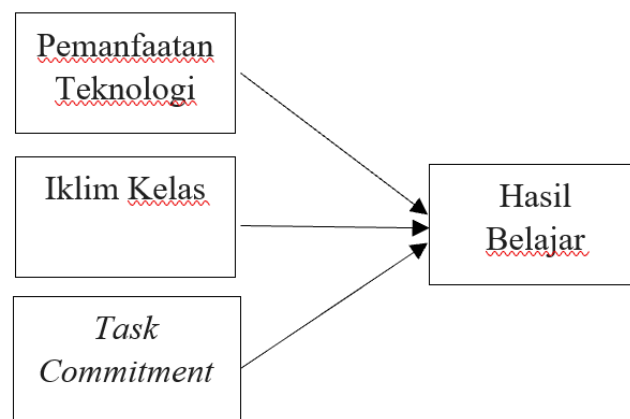 Pemanfaatan
Teknologi
Iklim Kelas
Hasil
Belajar
Task
Commitment